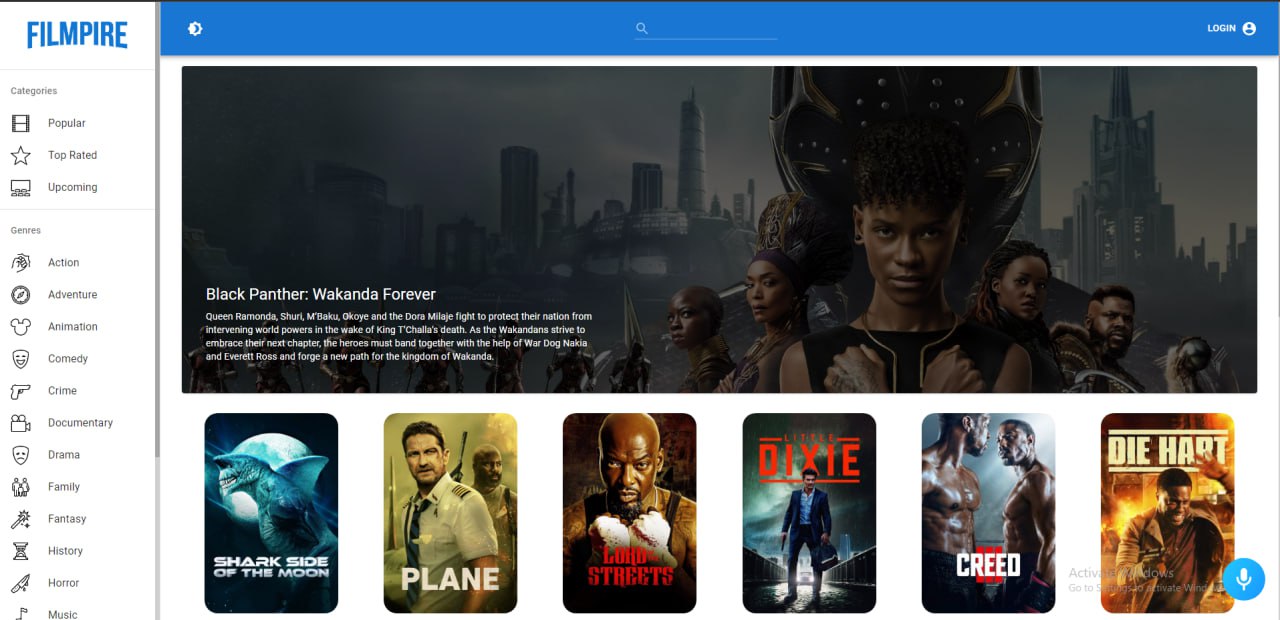 FILMPIRE
LOGIN
Categories
Popular
Top Rated
Upcoming
Genres
Action
Adventure
Animation
Comedy
Crime
Documentary
Drama
Family
Fantasy
History
Horror
Music
Black Panther: Wakanda Forever
Queen Ramonda, Shuri, M'Baku, Okoye and the Dora Milaje fight to protect their nation from
intervening world powers in the wake of King T'Challa's death. As the Wakandans strive to
embrace their next chapter, the heroes must band together with the help of War Dog Nakia
and Everett Ross and forge a new path for the kingdom of Wakanda.
SHARK SIDE
OF THE MOON
PLANE
LORD
STREETS
LITTLE
DIXIE
CREED
III
DIE HART
Activate Windows
Go to Settings to activate Windows.